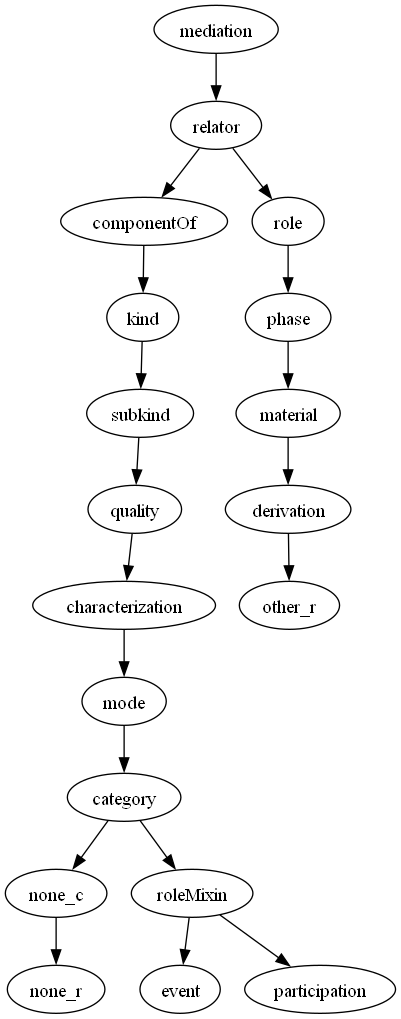 mediation
relator
componentOf
role
kind
phase
subkind
material
quality
derivation
characterization
other_r
mode
category
none_c
roleMixin
none_r
event
participation